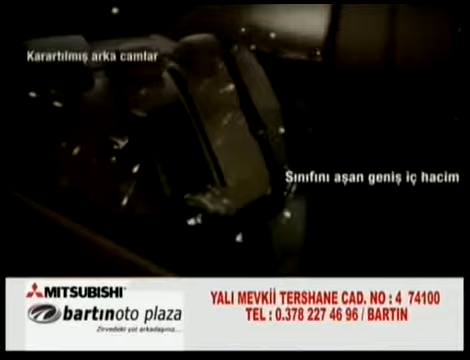 Karartılmış arka camlar
Sınıfını aşan geniş iç hacim
MITSUBISHI
bartınoto plaza
Zirvedeki yol arkadaşınız...
YALI MEVKİİ TERSHANE CAD. NO : 4 74100
TEL : 0.378 227 46 96 / BARTIN